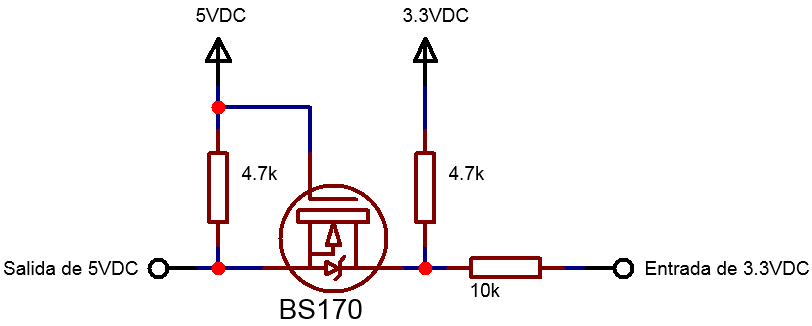 5VDC
3.3VDC
4.7k
4.7k
Salida de 5VDC
Entrada de 3.3VDC
10k
BS170